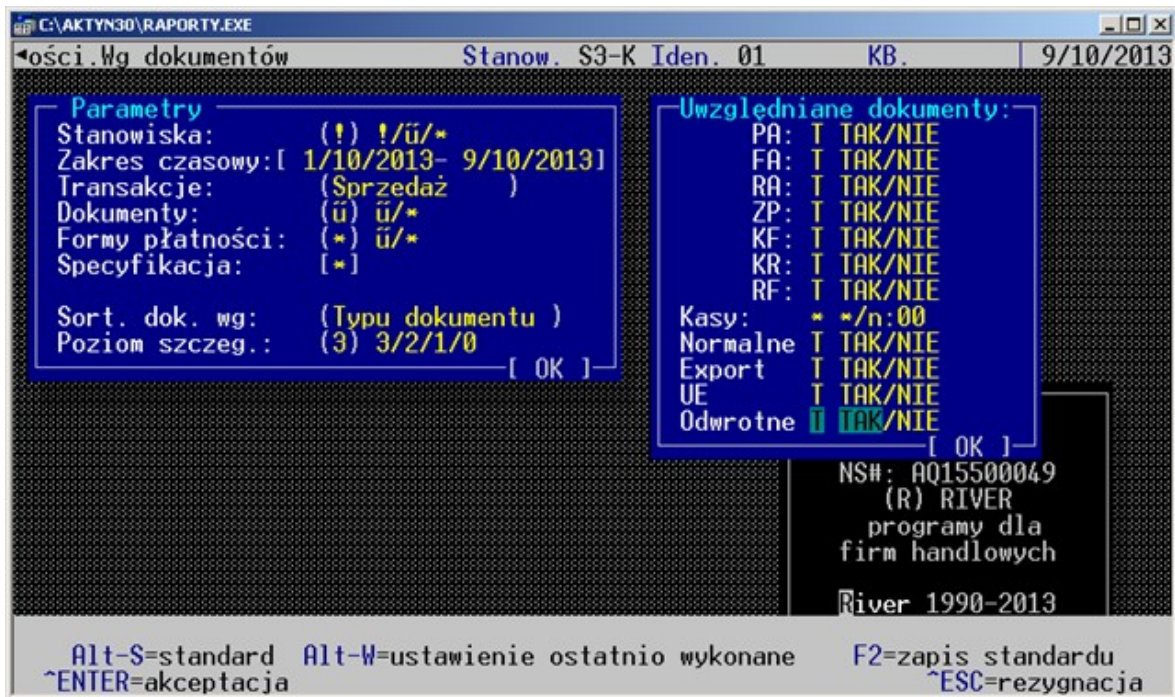 C:\AKTYN30\RAPORTY.EXE
◄ości.Wg dokumentów Stanow. S3-K Iden. 01 KB. 9/10/2013
Parametry
Stanowiska: (!) !/ű/*
Zakres czasowy:[ 1/10/2013- 9/10/2013]
Transakcje: (Sprzedaż )
Dokumenty: (ű) ű/*
Formy płatności: (*) ű/*
Specyfikacja: [*]
Sort. dok. wg: (Typu dokumentu )
Poziom szczeg.: (3) 3/2/1/0
[ OK ]
Uwzględniane dokumenty:
PA: T TAK/NIE
FA: T TAK/NIE
RA: T TAK/NIE
ZP: T TAK/NIE
KF: T TAK/NIE
KR: T TAK/NIE
RF: T TAK/NIE
Kasy: * */n:00
Normalne T TAK/NIE
Export T TAK/NIE
UE T TAK/NIE
Odwrotne T TAK/NIE
[ OK ]
NS#: AQ15500049
(R) RIVER
programy dla
firm handlowych
River 1990-2013
Alt-S=standard Alt-W=ustawienie ostatnio wykonane F2=zapis standardu
^ENTER=akceptacja ^ESC=rezygnacja